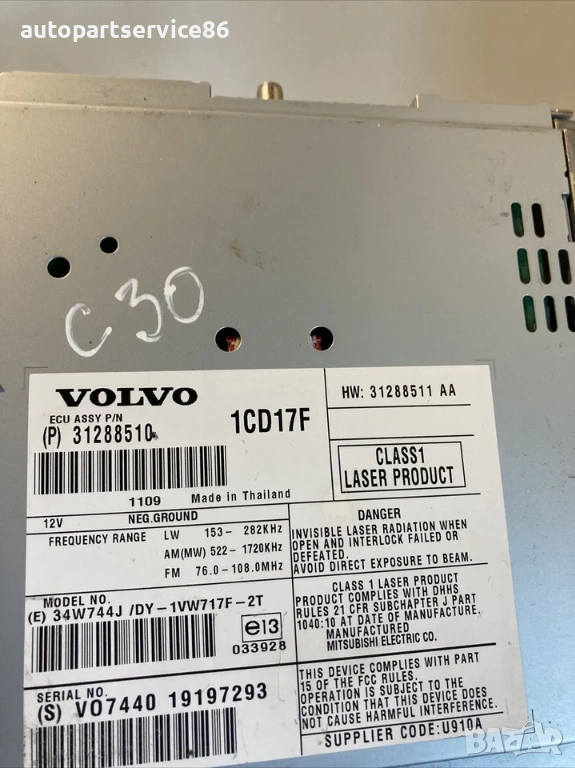 autopartservice86
C30
VOLVO
ECU ASSY P/N
(P) 31288510
1CD17F
HW: 31288511 AA
CLASS1
LASER PRODUCT
1109 Made in Thailand
12V NEG.GROUND
FREQUENCY RANGE LW 153- 282KHz
AM(MW) 522- 1720KHz
FM 76.0-108.0MHz
DANGER
INVISIBLE LASER RADIATION WHEN
OPEN AND INTERLOCK FAILED OR
DEFEATED.
AVOID DIRECT EXPOSURE TO BEAM.
MODEL NO.
(E) 34W744J /DY-1VW717F-2T
e13
033928
CLASS 1 LASER PRODUCT
PRODUCT COMPLIES WITH DHHS
RULES 21 CFR SUBCHAPTER J PART
1040:10 AT DATE OF MANUFACTURE.
MANUFACTURED
MITSUBISHI ELECTRIC CO.
SERIAL NO.
(S) VO7440 19197293
THIS DEVICE COMPLIES WITH PART
15 OF THE FCC RULES.
OPERATION IS SUBJECT TO THE
CONDITION THAT THIS DEVICE DOES
NOT CAUSE HARMFUL INTERFERENCE.
SUPPLIER CODE:U910A
BAZAR